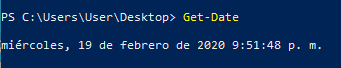 PS C:\Users\User\Desktop> Get-Date
miércoles, 19 de febrero de 2020 9:51:48 p. m.